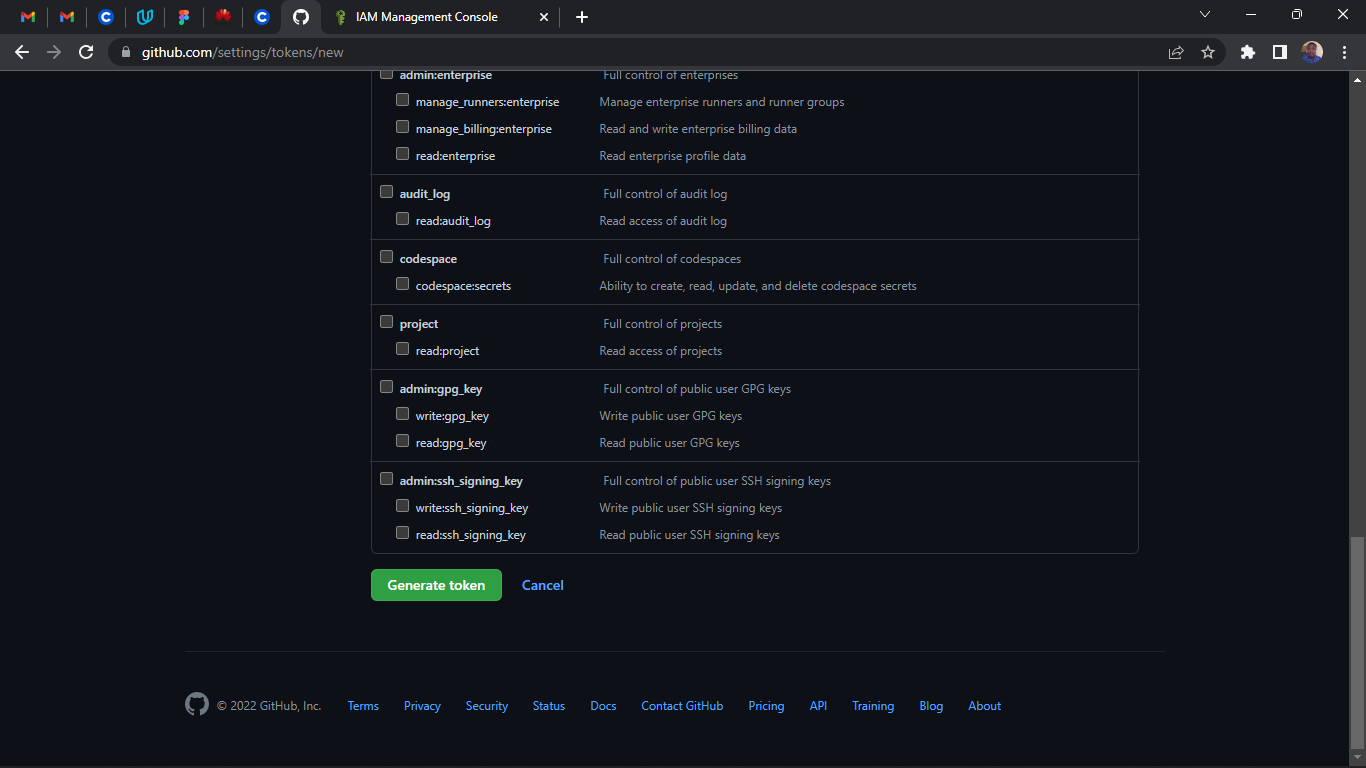 IAM Management Console
github.com/settings/tokens/new
admin:enterprise Full control of enterprises
manage_runners:enterprise Manage enterprise runners and runner groups
manage_billing:enterprise Read and write enterprise billing data
read:enterprise Read enterprise profile data
audit_log Full control of audit log
read:audit_log Read access of audit log
codespace Full control of codespaces
codespace:secrets Ability to create, read, update, and delete codespace secrets
project Full control of projects
read:project Read access of projects
admin:gpg_key Full control of public user GPG keys
write:gpg_key Write public user GPG keys
read:gpg_key Read public user GPG keys
admin:ssh_signing_key Full control of public user SSH signing keys
write:ssh_signing_key Write public user SSH signing keys
read:ssh_signing_key Read public user SSH signing keys
Generate token Cancel
© 2022 GitHub, Inc. Terms Privacy Security Status Docs Contact GitHub Pricing API Training Blog About